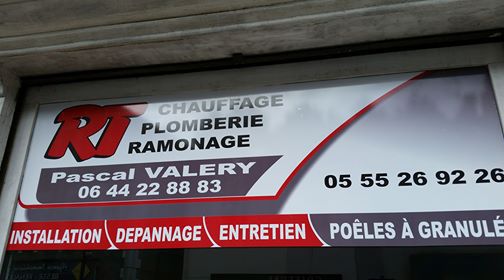 RT
CHAUFFAGE
PLOMBERIE
RAMONAGE
Pascal VALERY
06 44 22 88 83
05 55 26 92 26
INSTALLATION DEPANNAGE ENTRETIEN POÊLES À GRANULÉ